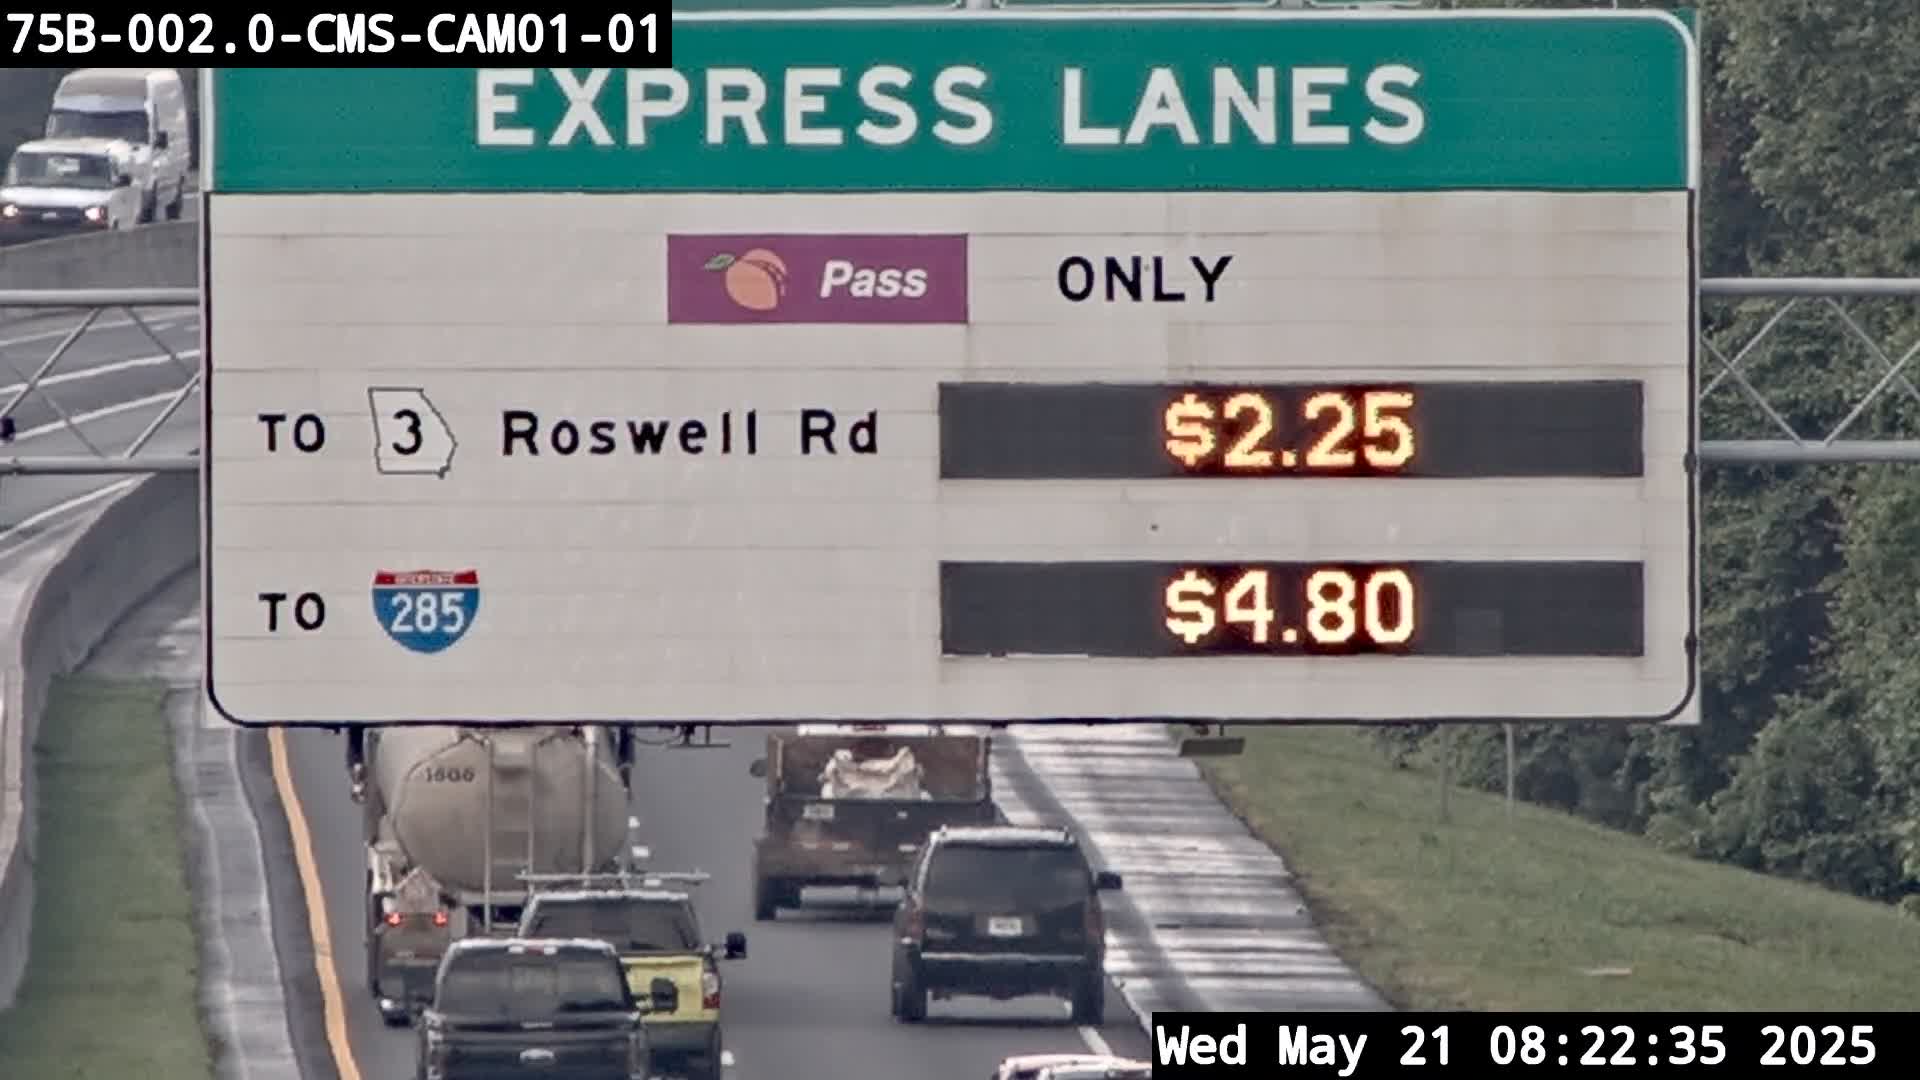 75B-002.0-CMS-CAM01-01
EXPRESS LANES
Pass ONLY
TO 3 Roswell Rd $2.25
TO 285 $4.80
1606
Wed May 21 08:22:35 2025